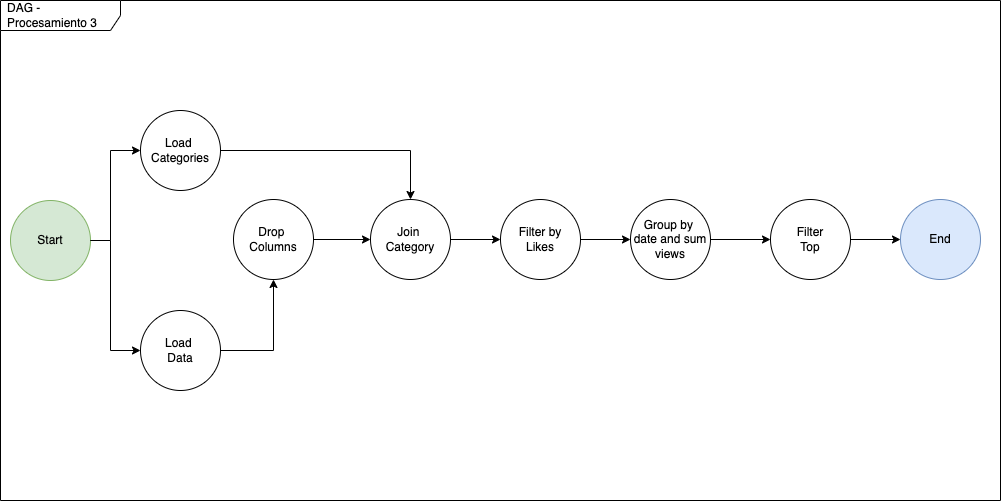 DAG -
Procesamiento 3
Load
Categories
Start
Drop
Columns
Join
Category
Filter by
Likes
Group by
date and sum
views
Filter
Top
End
Load
Data